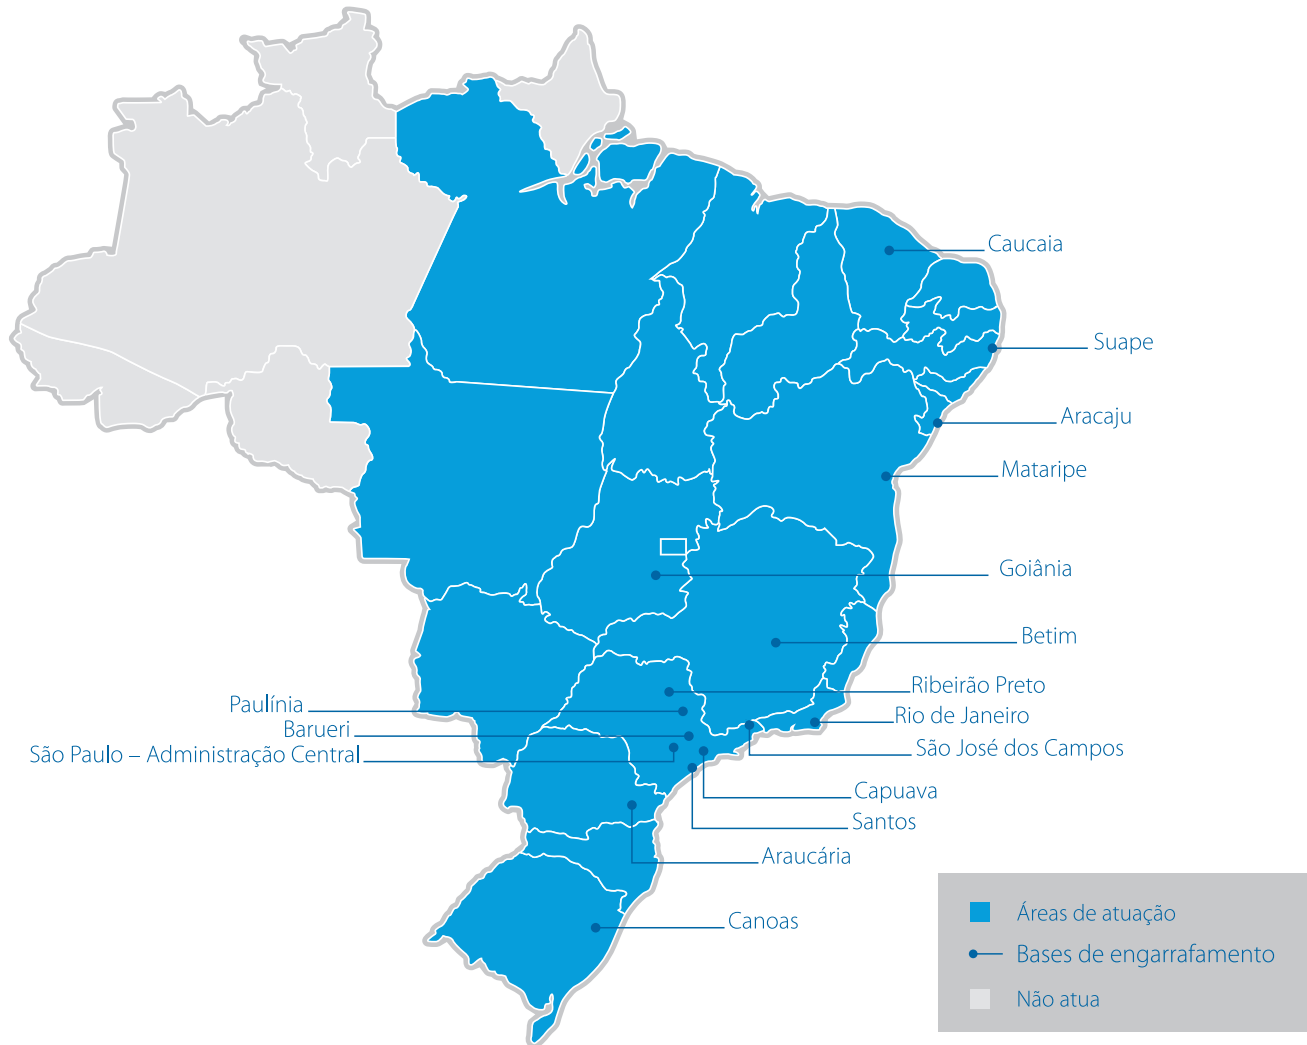 Caucaia
Suape
Aracaju
Mataripe
Goiânia
Betim
Ribeirão Preto
Paulínia
Rio de Janeiro
Barueri
São José dos Campos
São Paulo – Administração Central
Capuava
Santos
Araucária
Canoas
Áreas de atuação
Bases de engarrafamento
Não atua